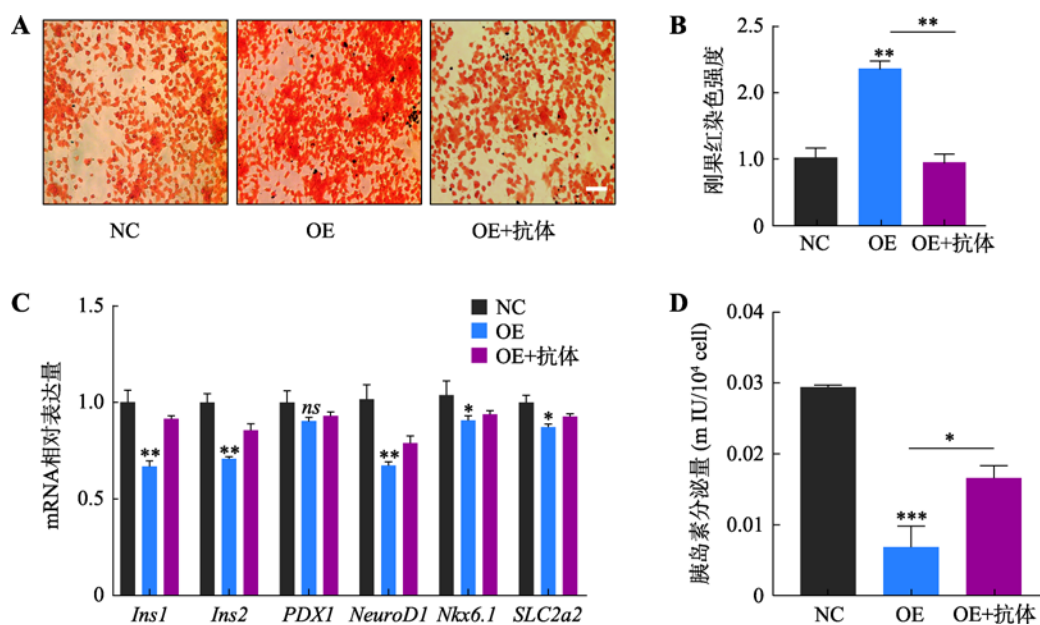 A
NC
OE
OE+抗体
B
刚果红染色强度
2.5
2.0
1.0
0
**
**
NC
OE
OE+抗体
C
mRNA相对表达量
1.5
1.0
0.5
0
NC
OE
OE+抗体
**
**
ns
**
*
*
Ins1
Ins2
PDX1
NeuroD1
Nkx6.1
SLC2a2
D
胰岛素分泌量 (m IU/10⁴ cell)
0.04
0.03
0.02
0.01
0
***
*
NC
OE
OE+抗体